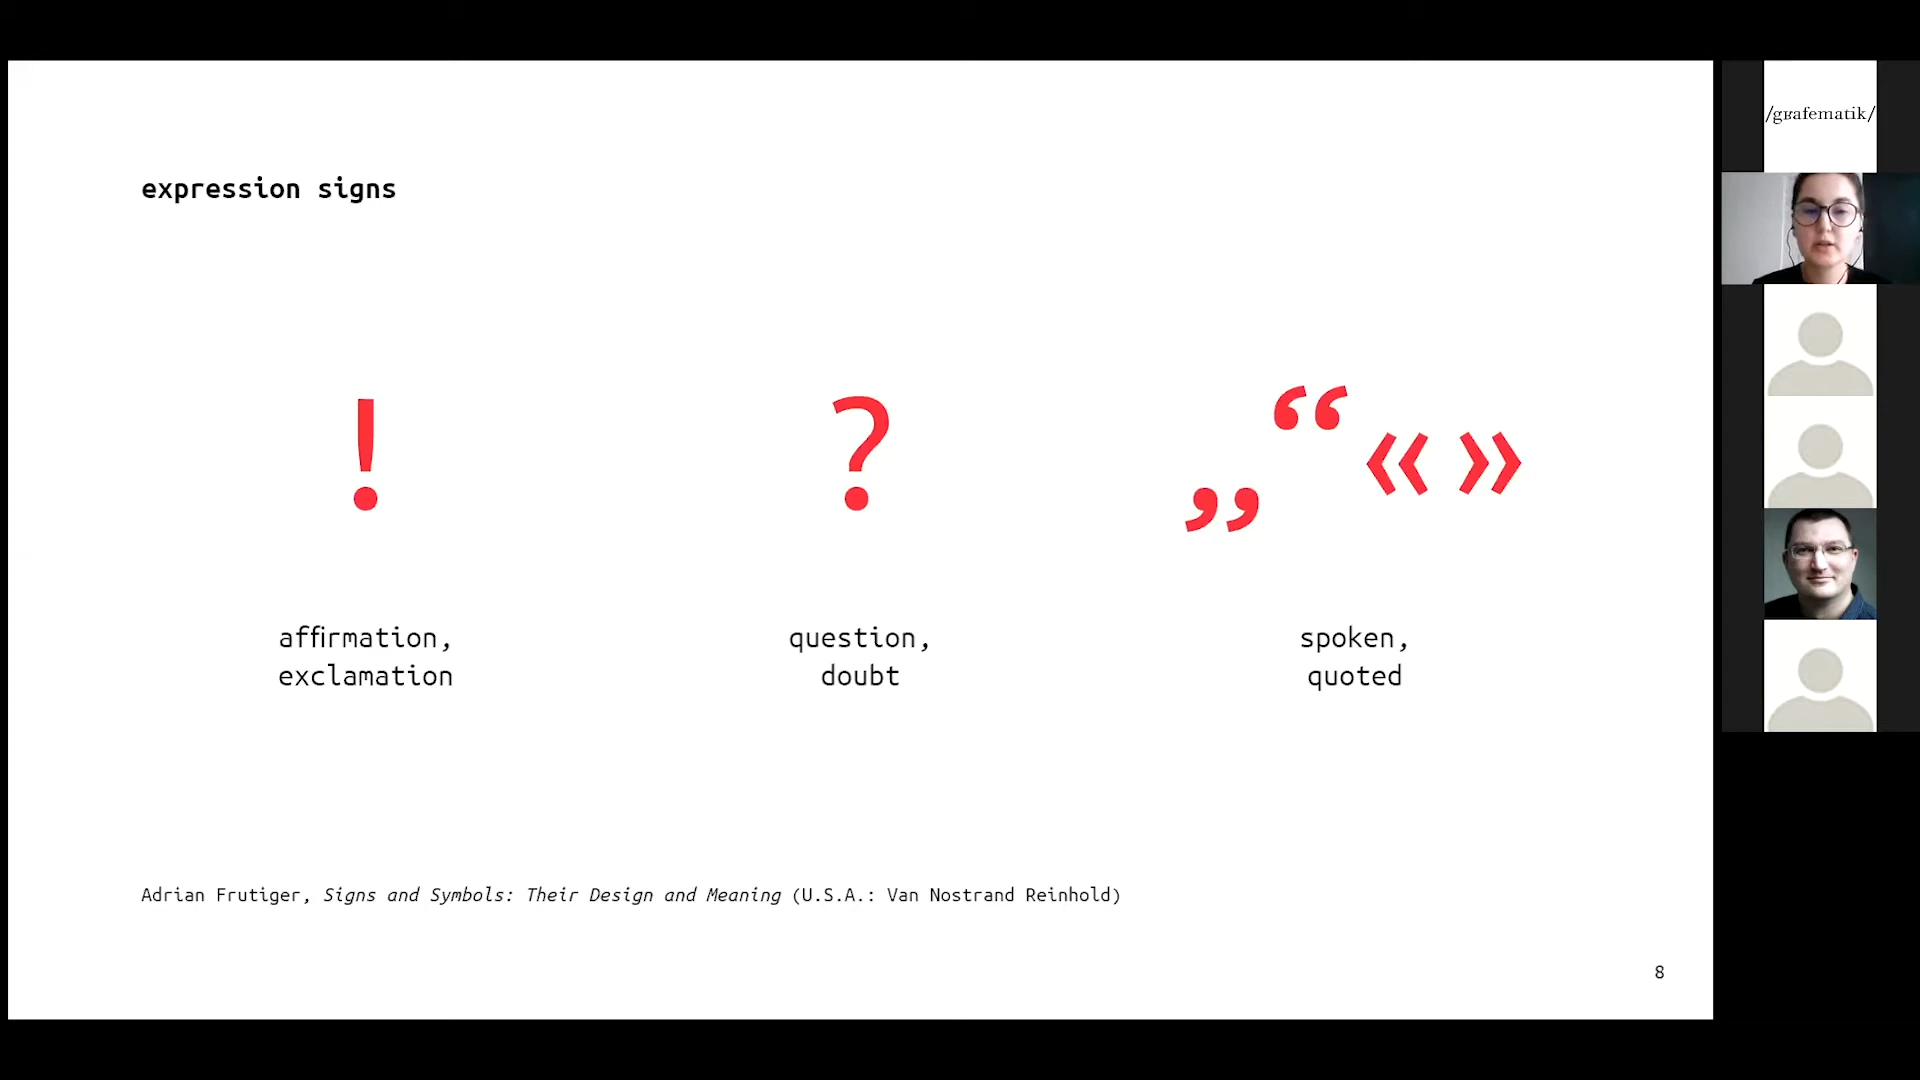 expression signs
! ? „“«»
affirmation,
exclamation
question,
doubt
spoken,
quoted
Adrian Frutiger, Signs and Symbols: Their Design and Meaning (U.S.A.: Van Nostrand Reinhold)
8
/gʁafematik/